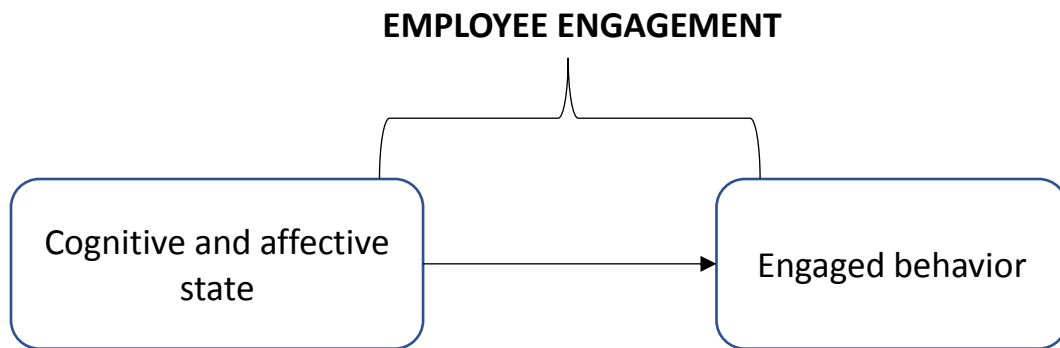 EMPLOYEE ENGAGEMENT
Cognitive and affective
state
Engaged behavior